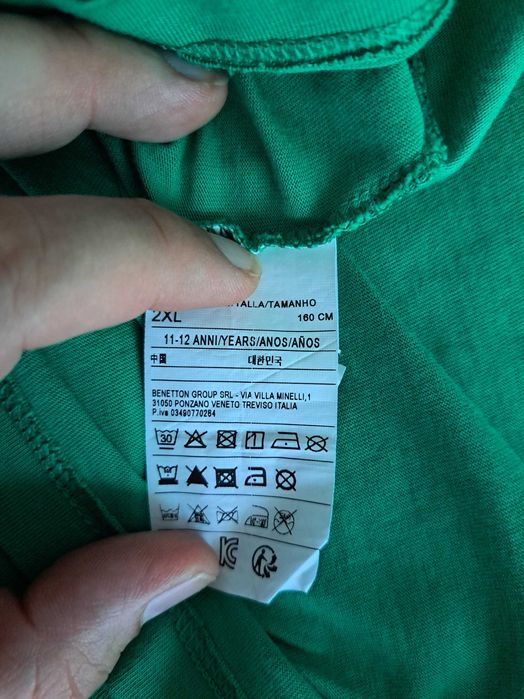 /TALLA/TAMANHO
2XL 160 CM
11-12 ANNI/YEARS/ANOS/AÑOS
中国 대한민국
BENETTON GROUP SRL - VIA VILLA MINELLI,1
31050 PONZANO VENETO TREVISO ITALIA
P.iva 03490770264
30